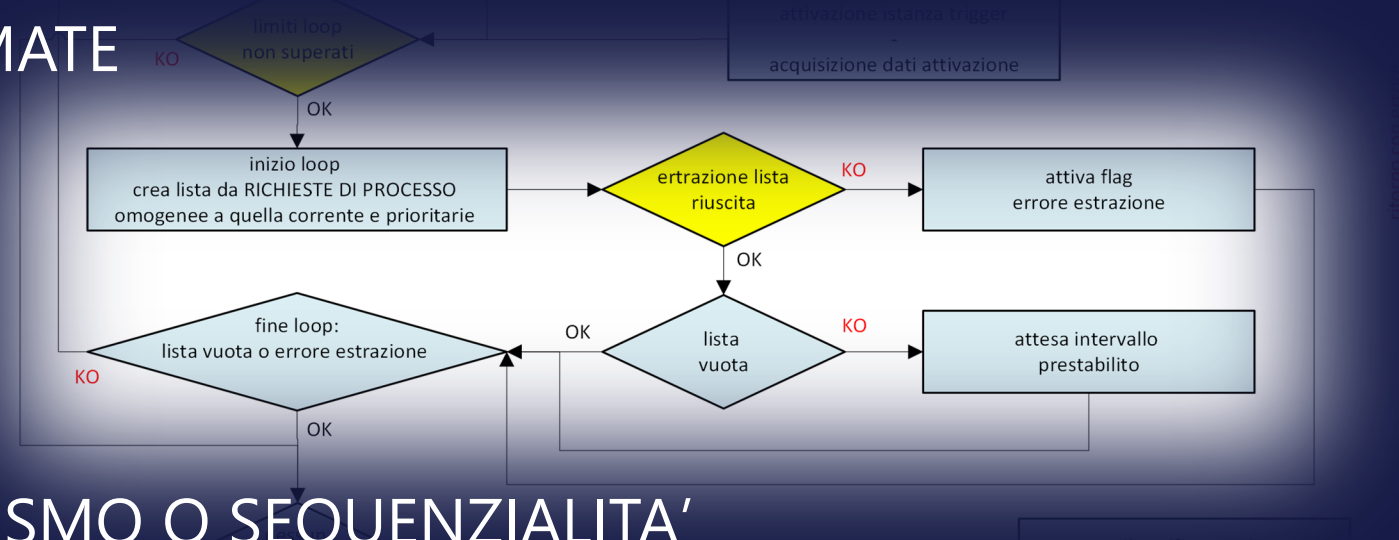 MATE
limiti loop
non superati
KO
OK
attivazione istanza trigger
-
acquisizione dati attivazione
inizio loop
crea lista da RICHIESTE DI PROCESSO
omogenee a quella corrente e prioritarie
ertrazione lista
riuscita
KO
OK
attiva flag
errore estrazione
fine loop:
lista vuota o errore estrazione
KO
OK
OK
lista
vuota
KO
attesa intervallo
prestabilito
SMO O SEQUENZIALITA’